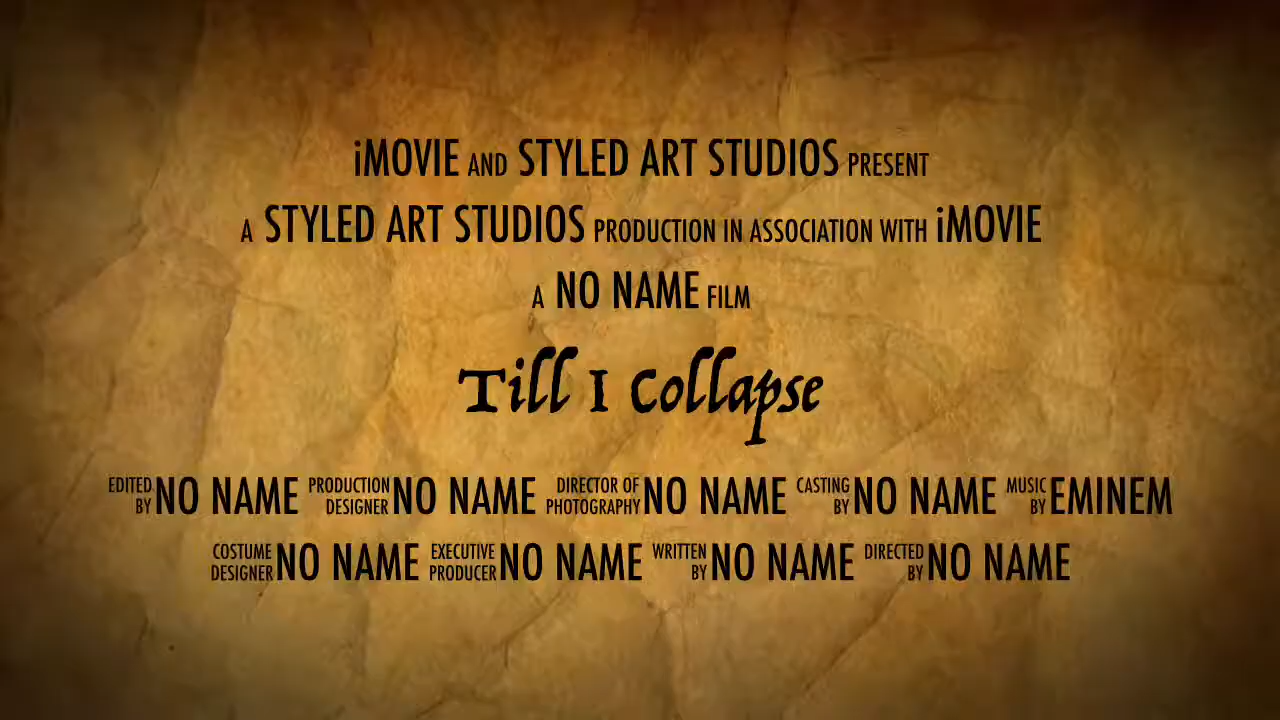 iMOVIE AND STYLED ART STUDIOS PRESENT
A STYLED ART STUDIOS PRODUCTION IN ASSOCIATION WITH iMOVIE
A NO NAME FILM
Till I Collapse
EDITED BY NO NAME PRODUCTION DESIGNER NO NAME DIRECTOR OF PHOTOGRAPHY NO NAME CASTING BY NO NAME MUSIC BY EMINEM
COSTUME DESIGNER NO NAME EXECUTIVE PRODUCER NO NAME WRITTEN BY NO NAME DIRECTED BY NO NAME